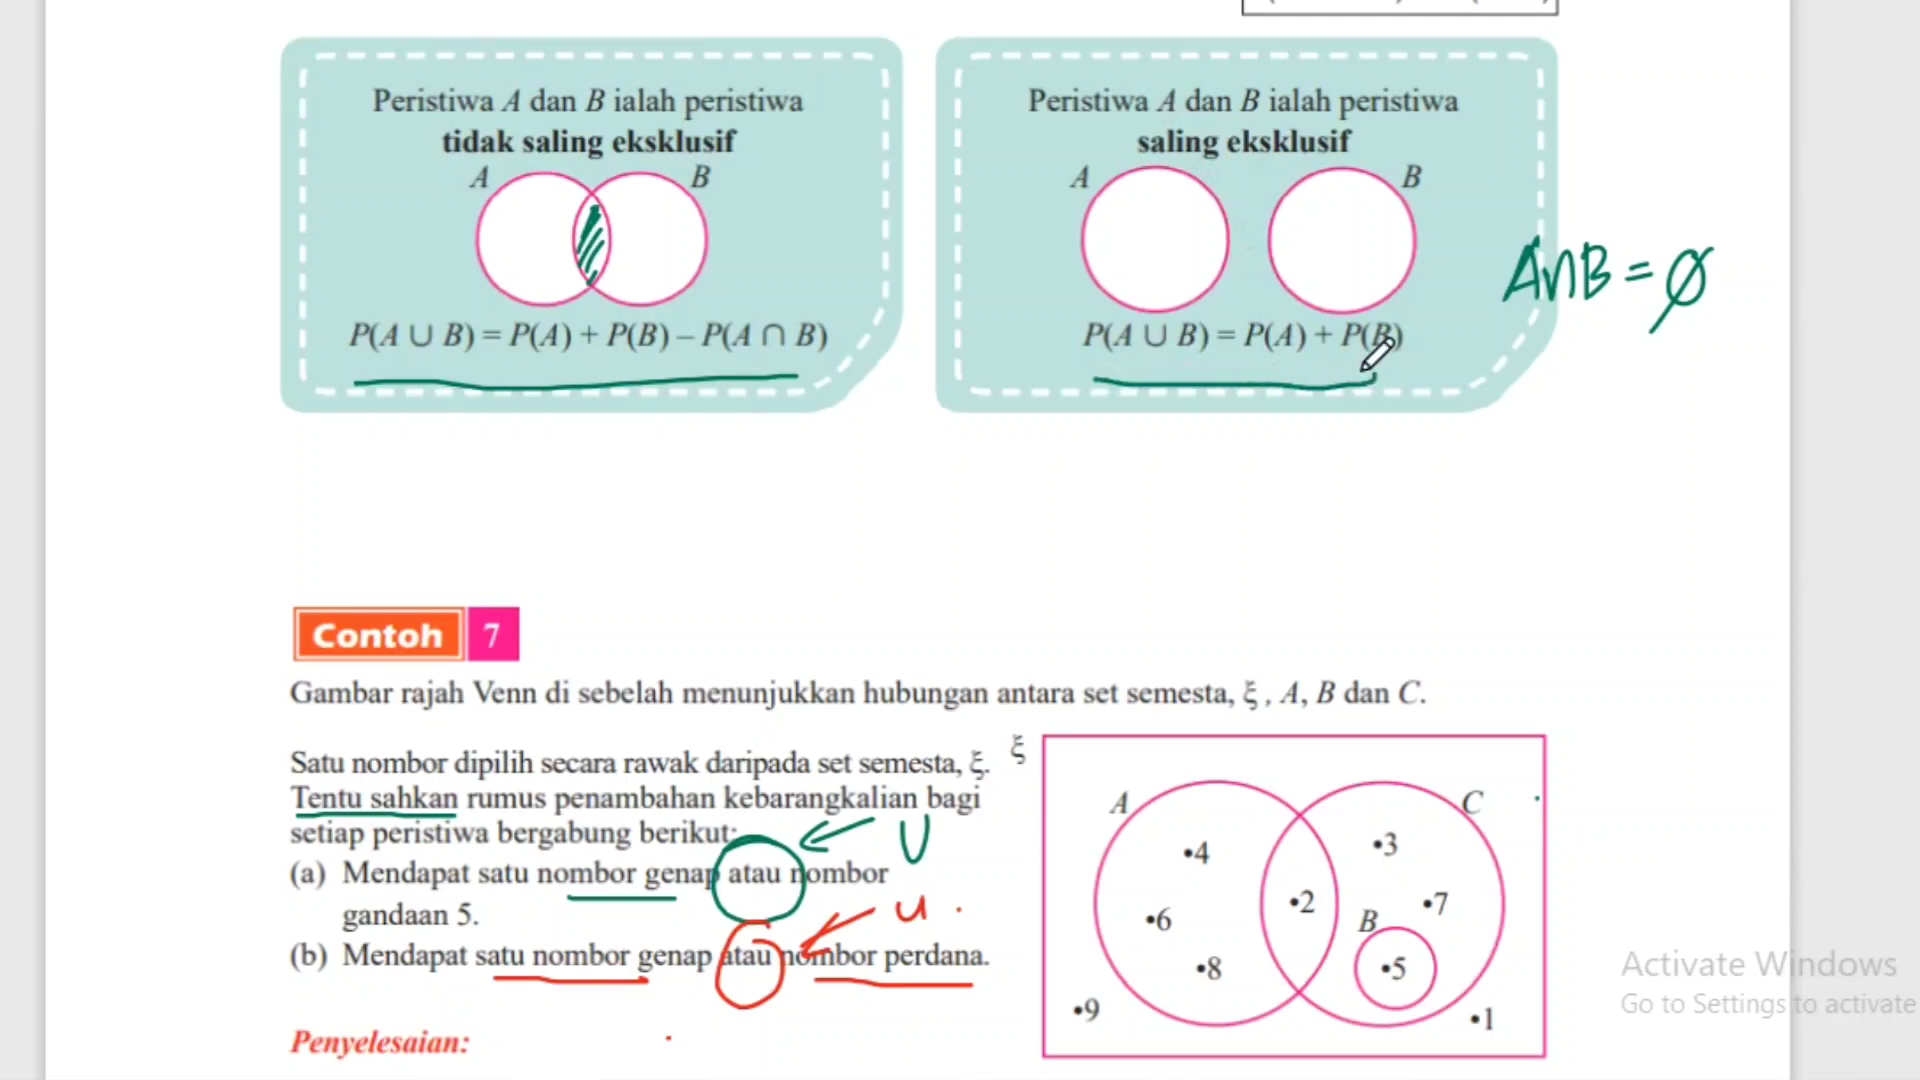 Peristiwa A dan B ialah peristiwa
tidak saling eksklusif
A B
P(A ∪ B) = P(A) + P(B) – P(A ∩ B)
Peristiwa A dan B ialah peristiwa
saling eksklusif
A B
P(A ∪ B) = P(A) + P(B)
A∩B = ∅
Contoh 7
Gambar rajah Venn di sebelah menunjukkan hubungan antara set semesta, ξ , A, B dan C.
Satu nombor dipilih secara rawak daripada set semesta, ξ.
Tentu sahkan rumus penambahan kebarangkalian bagi
setiap peristiwa bergabung berikut:
U
(a) Mendapat satu nombor genap atau nombor
gandaan 5.
u
(b) Mendapat satu nombor genap atau nombor perdana.
Penyelesaian:
ξ
A C
•4 •3
•2 •7
•6 B
•8 •5
•9 •1
Activate Windows
Go to Settings to activate